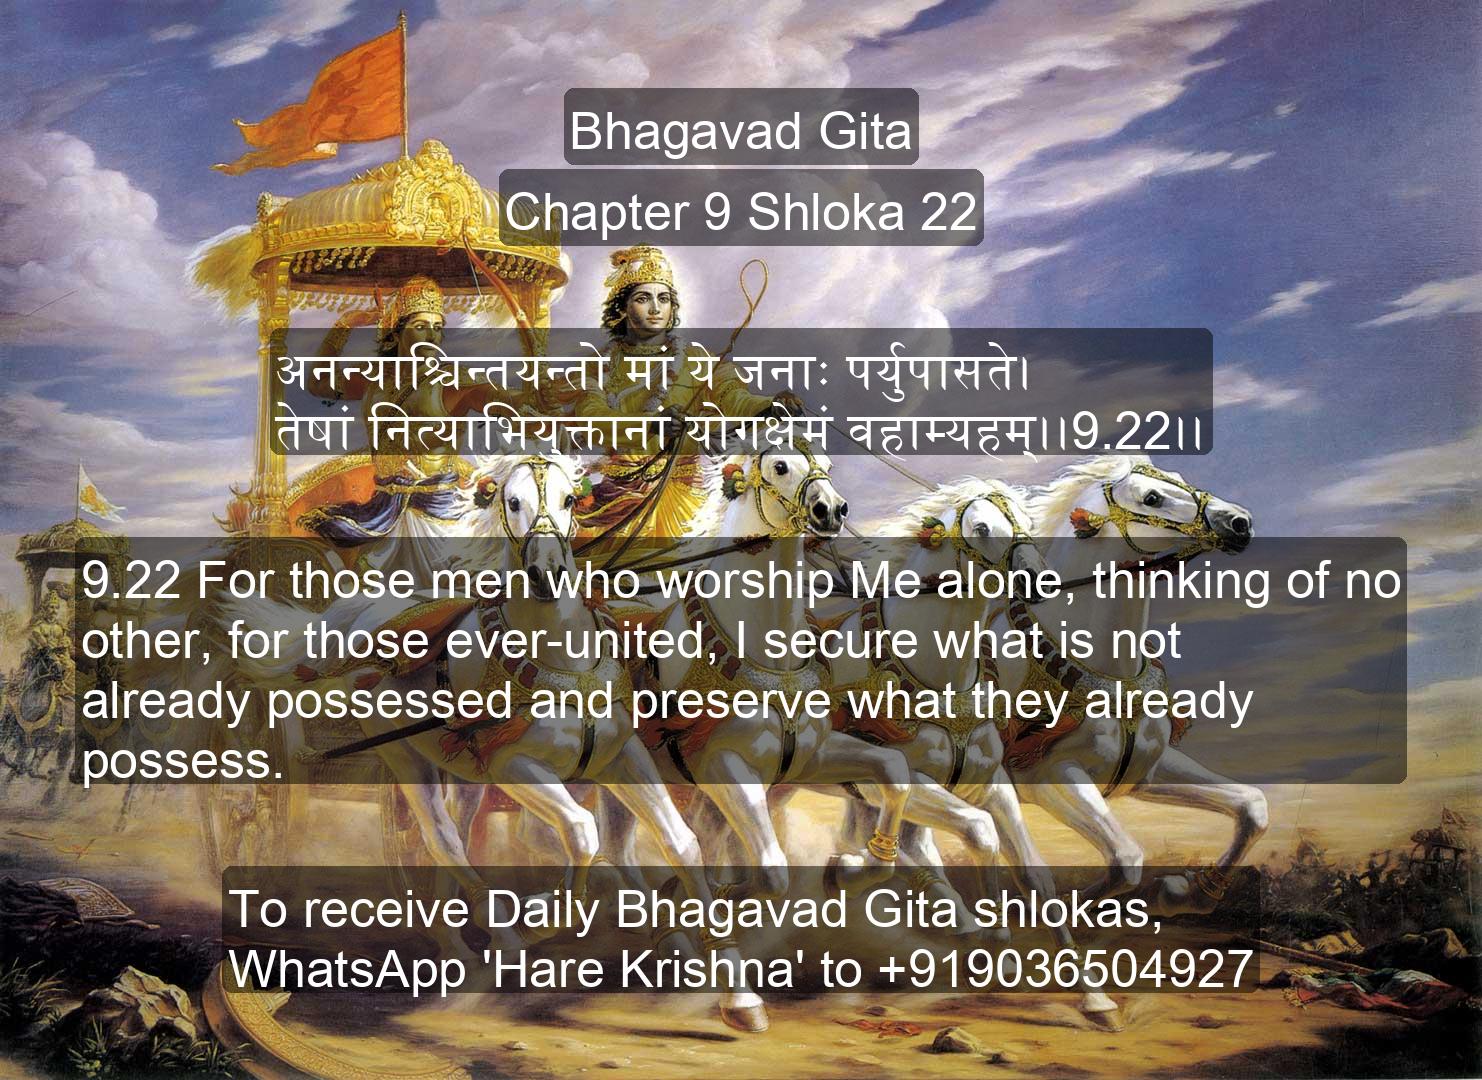 Bhagavad Gita
Chapter 9 Shloka 22
अनन्याश्चिन्तयन्तो मां ये जनाः पर्युपासते।
तेषां नित्याभियुक्तानां योगक्षेमं वहाम्यहम्।।9.22।।
9.22 For those men who worship Me alone, thinking of no
other, for those ever-united, I secure what is not
already possessed and preserve what they already
possess.
To receive Daily Bhagavad Gita shlokas,
WhatsApp 'Hare Krishna' to +919036504927